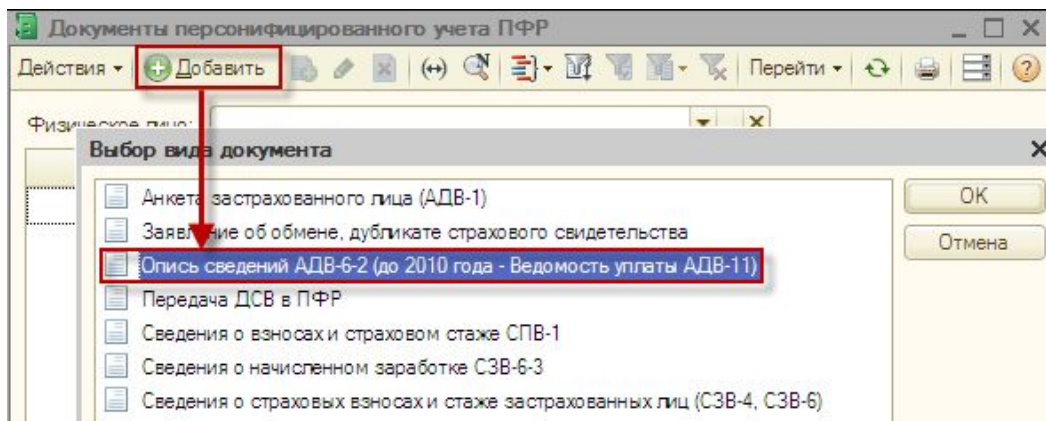 Документы персонифицированного учета ПФР
Действия Добавить Перейти
Физическое лицо:
Выбор вида документа
Анкета застрахованного лица (АДВ-1)
OK
Заявление об обмене, дубликате страхового свидетельства
Отмена
Опись сведений АДВ-6-2 (до 2010 года - Ведомость уплаты АДВ-11)
Передача ДСВ в ПФР
Сведения о взносах и страховом стаже СПВ-1
Сведения о начисленном заработке СЗВ-6-3
Сведения о страховых взносах и стаже застрахованных лиц (СЗВ-4, СЗВ-6)